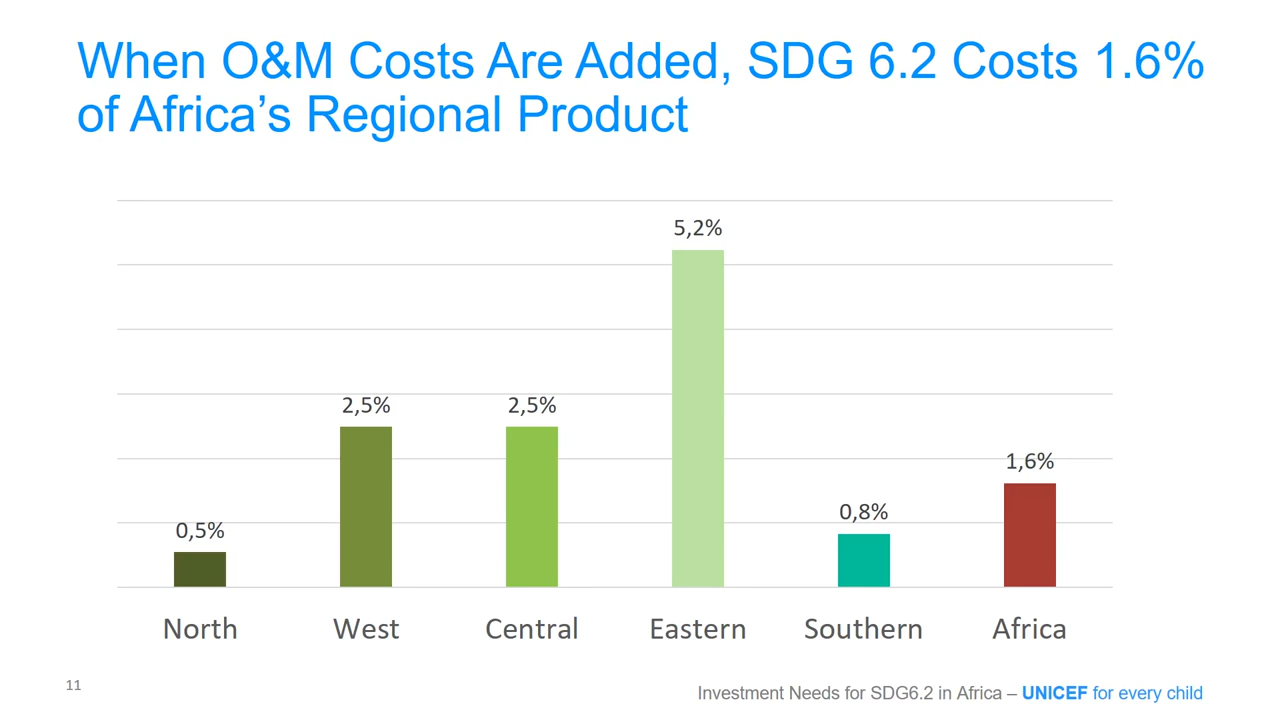 When O&M Costs Are Added, SDG 6.2 Costs 1.6%
of Africa’s Regional Product
5,2%
2,5%
2,5%
1,6%
0,8%
0,5%
North
West
Central
Eastern
Southern
Africa
11
Investment Needs for SDG6.2 in Africa – UNICEF for every child